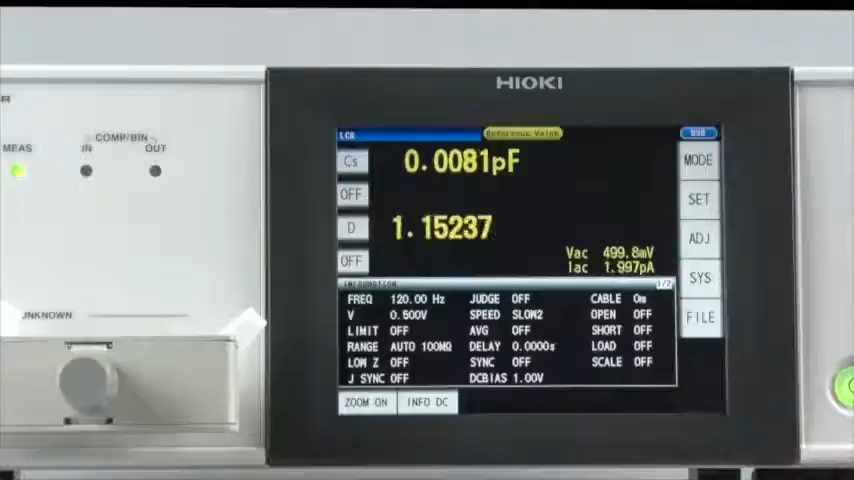 HIOKI
R
COMP/BIN
MEAS IN OUT
UNKNOWN
LCR Reference Value USB
Cs 0.0081pF MODE
OFF SET
D 1.15237 ADJ
OFF Vac 499.8mV
Iac 1.997pA
SYS
FILE
INFORMATION 1/2
FREQ 120.00 Hz JUDGE OFF CABLE 0m
V 0.500V SPEED SLOW2 OPEN OFF
LIMIT OFF AVG OFF SHORT OFF
RANGE AUTO 100MΩ DELAY 0.0000s LOAD OFF
LOW Z OFF SYNC OFF SCALE OFF
J SYNC OFF DCBIAS 1.00V
ZOOM ON INFO DC